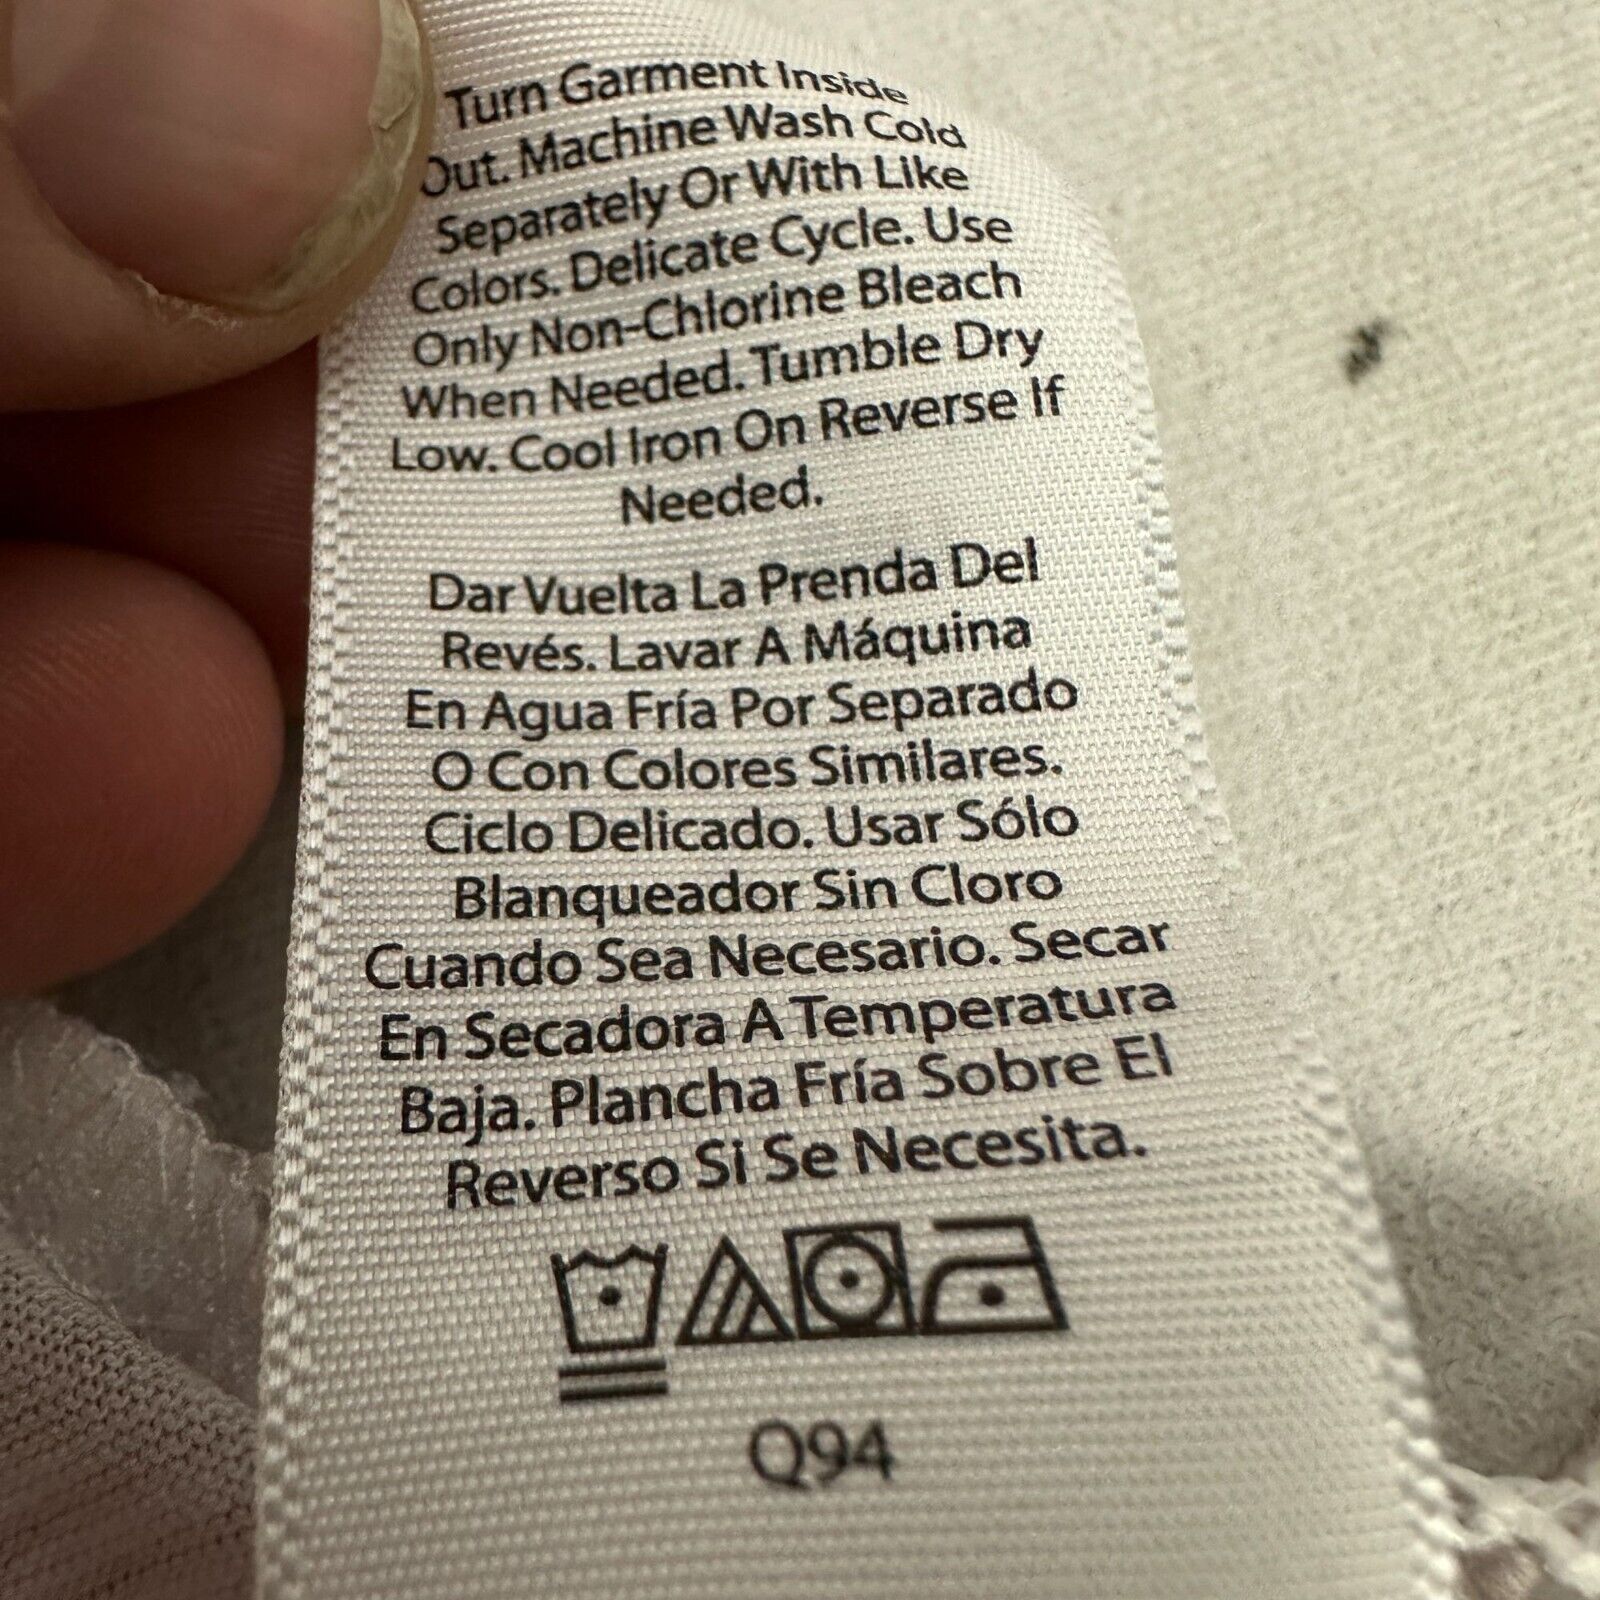 Turn Garment Inside
Out. Machine Wash Cold
Separately Or With Like
Colors. Delicate Cycle. Use
Only Non-Chlorine Bleach
When Needed. Tumble Dry
Low. Cool Iron On Reverse If
Needed.
Dar Vuelta La Prenda Del
Revés. Lavar A Máquina
En Agua Fría Por Separado
O Con Colores Similares.
Ciclo Delicado. Usar Sólo
Blanqueador Sin Cloro
Cuando Sea Necesario. Secar
En Secadora A Temperatura
Baja. Plancha Fría Sobre El
Reverso Si Se Necesita.
Q94